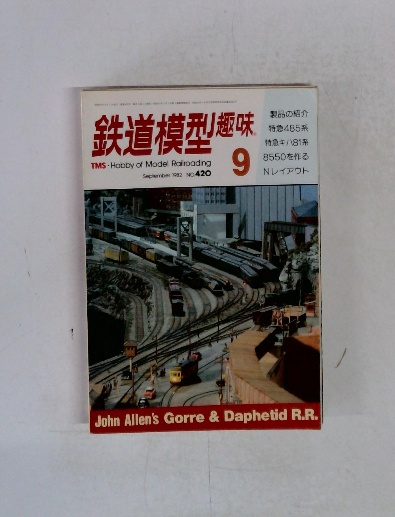 鉄道模型趣味
TMS・Hobby of Model Railroading
September 1982 NO.420
9
製品の紹介
特急485系
特急キハ81系
8550を作る
Nレイアウト
John Allen's Gorre & Daphetid R.R.